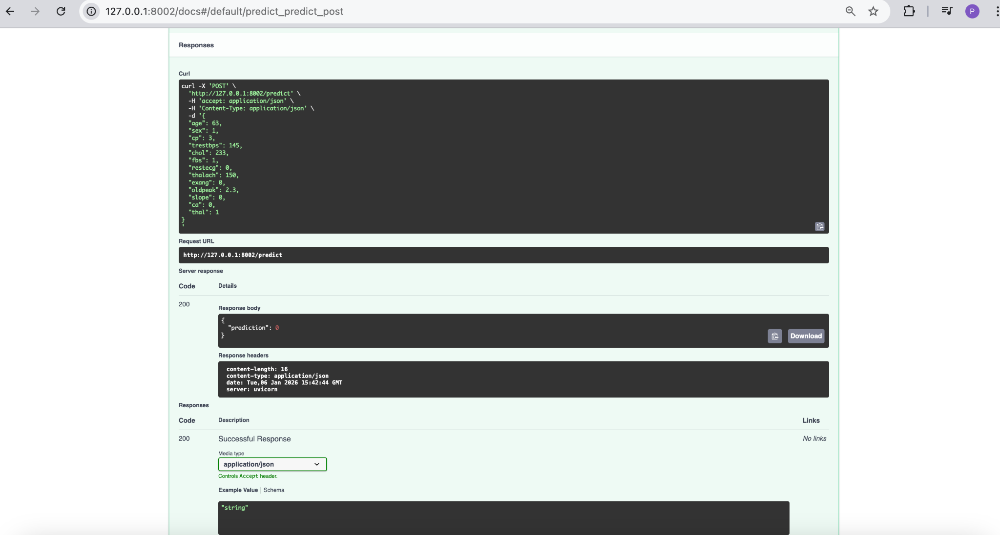 127.0.0.1:8002/docs#/default/predict_predict_post
P
Responses
Curl
curl -X 'POST' \
  'http://127.0.0.1:8002/predict' \
  -H 'accept: application/json' \
  -H 'Content-Type: application/json' \
  -d '{
  "age": 63,
  "sex": 1,
  "cp": 3,
  "trestbps": 145,
  "chol": 233,
  "fbs": 1,
  "restecg": 0,
  "thalach": 150,
  "exang": 0,
  "oldpeak": 2.3,
  "slope": 0,
  "ca": 0,
  "thal": 1
}
'
Request URL
http://127.0.0.1:8002/predict
Server response
Code Details
200
Response body
{
  "prediction": 0
}
Download
Response headers
content-length: 16
content-type: application/json
date: Tue,06 Jan 2026 15:42:44 GMT
server: uvicorn
Responses
Code Description Links
200 Successful Response No links
Media type
application/json
Controls Accept header.
Example Value Schema
"string"